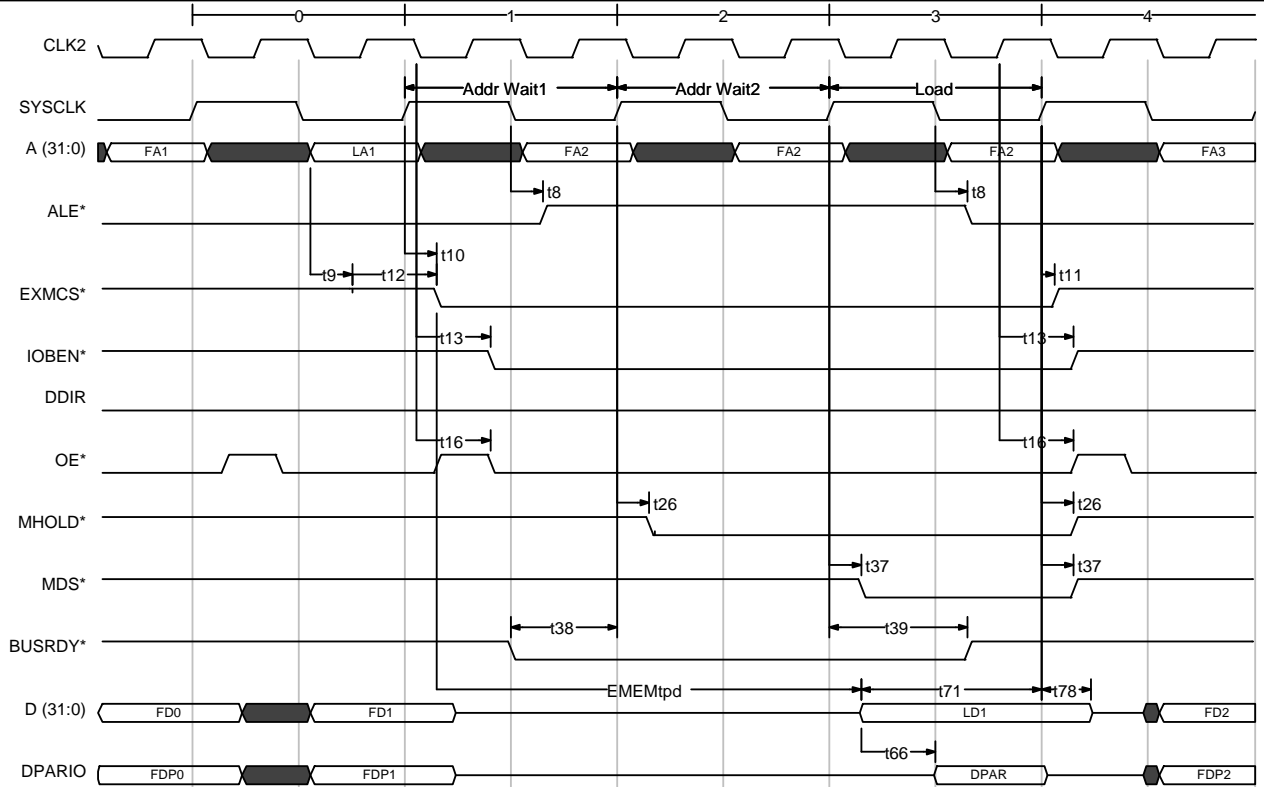 0 1 2 3 4
CLK2
Addr Wait1 Addr Wait2 Load
SYSCLK
A (31:0) FA1 LA1 FA2 FA2 FA2 FA3
t8 t8
ALE*
t10
t9 t12 t11
EXMCS*
t13 t13
IOBEN*
DDIR
t16 t16
OE*
t26 t26
MHOLD*
t37 t37
MDS*
t38 t39
BUSRDY*
EMEMtpd t71 t78
D (31:0) FD0 FD1 LD1 FD2
t66
DPARIO FDP0 FDP1 DPAR FDP2